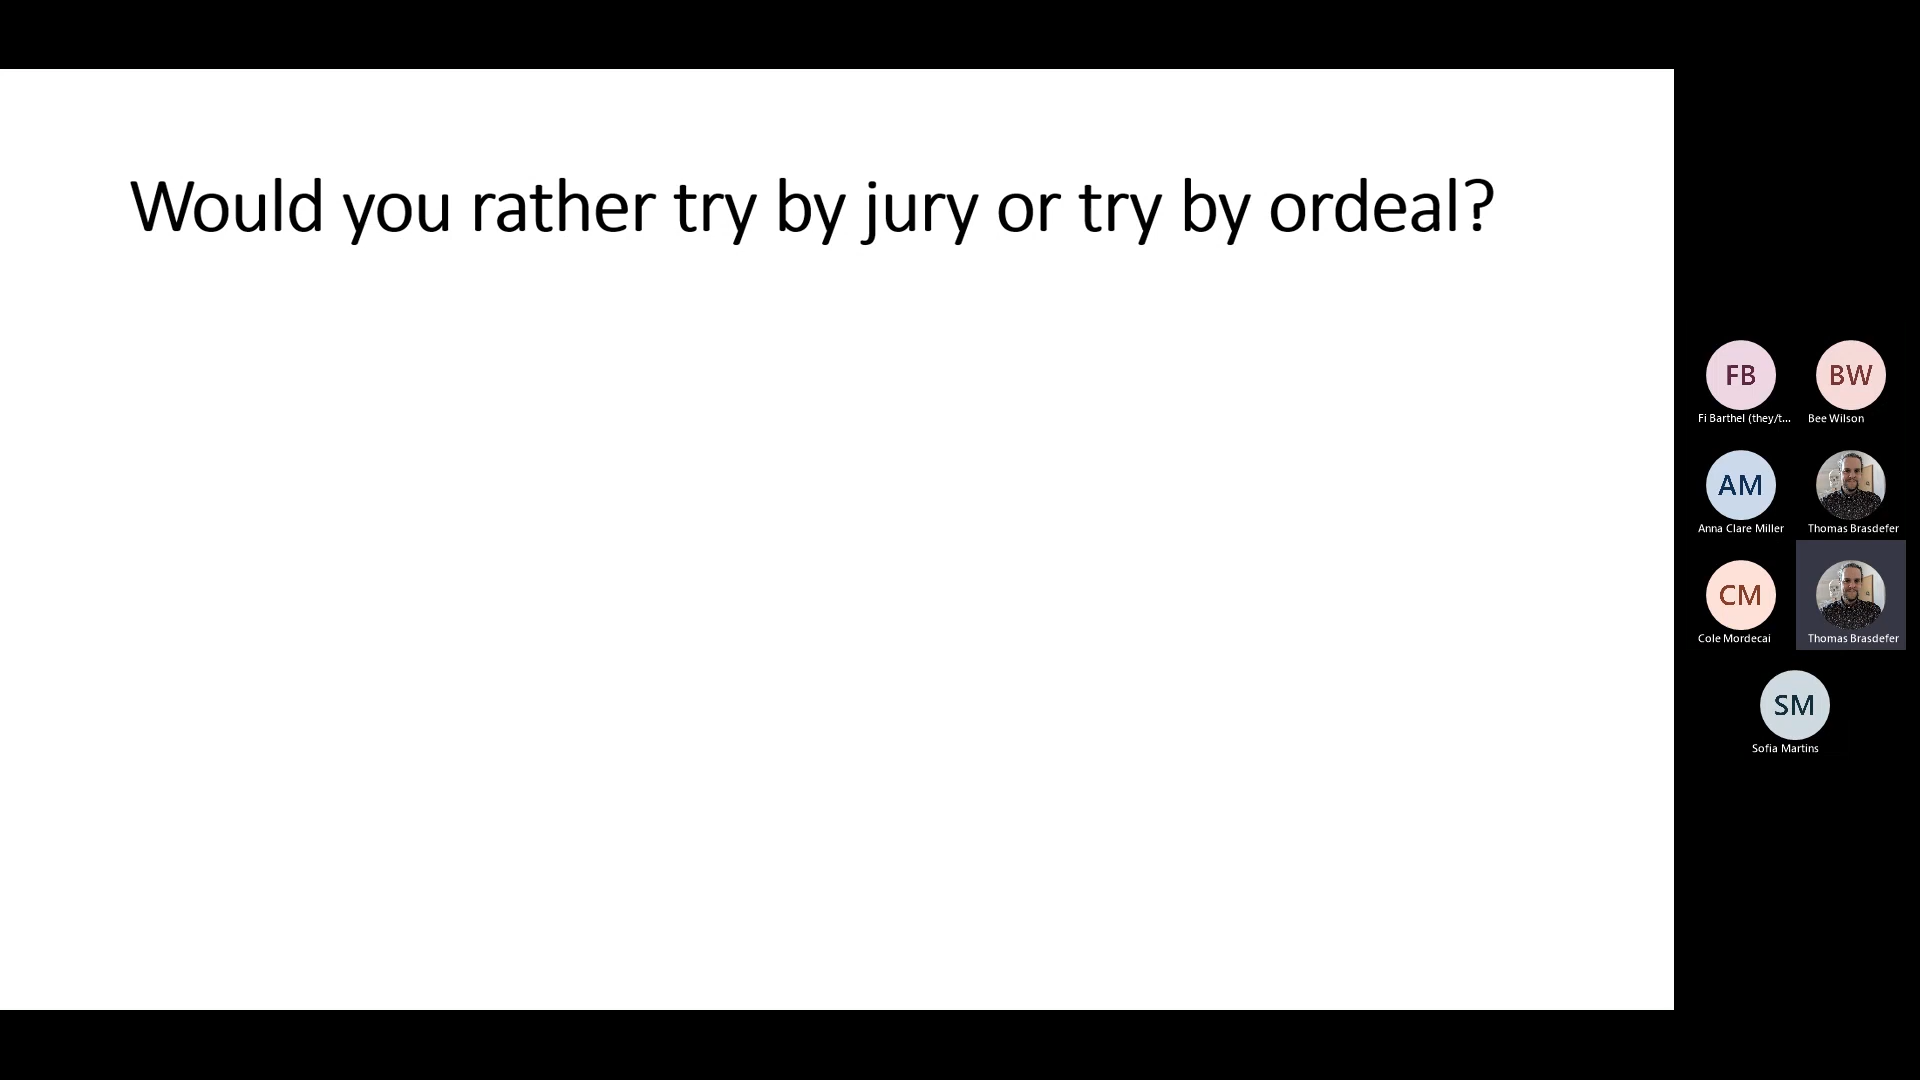 Would you rather try by jury or try by ordeal?
FB
BW
Fi Barthel (they/t...
Bee Wilson
AM
Anna Clare Miller
Thomas Brasdefer
CM
Cole Mordecai
Thomas Brasdefer
SM
Sofia Martins